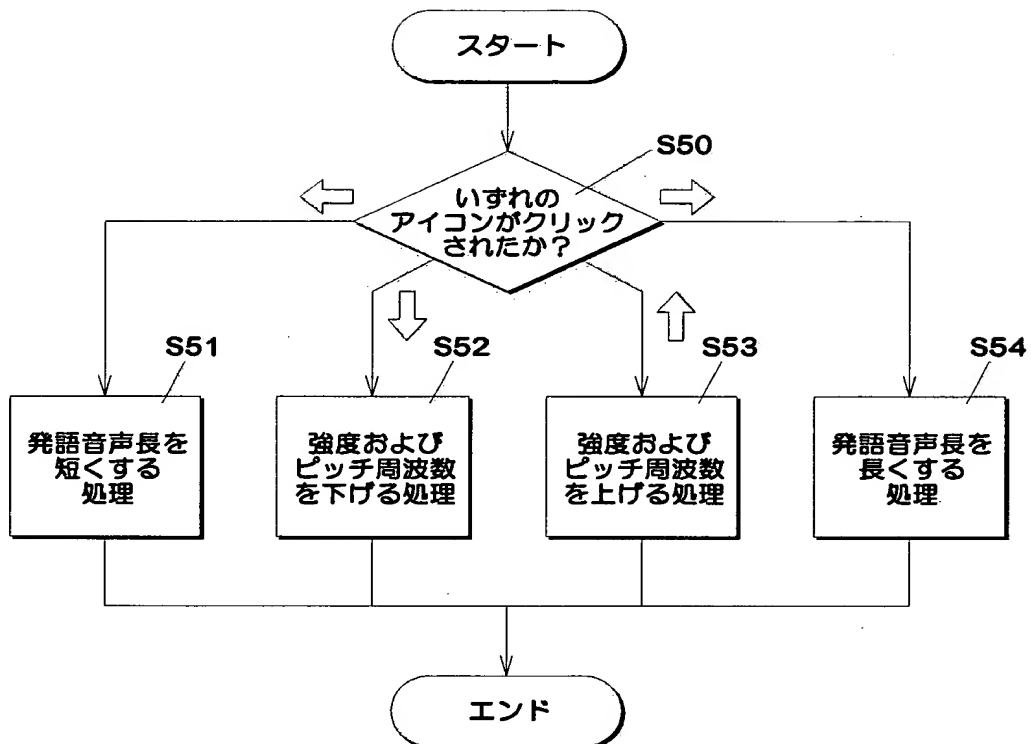 スタート
S50
いずれの
アイコンがクリック
されたか？
S51
S52
S53
S54
発語音声長を
短くする
処理
強度および
ピッチ周波数
を下げる処理
強度および
ピッチ周波数
を上げる処理
発語音声長を
長くする
処理
エンド